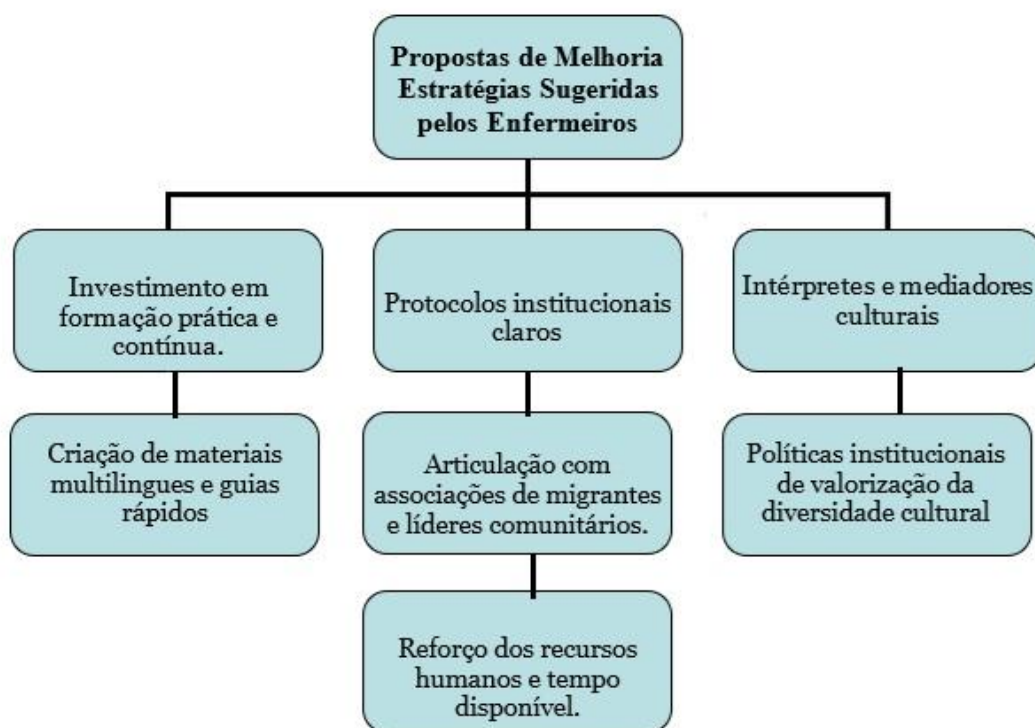 Propostas de Melhoria
Estratégias Sugeridas
pelos Enfermeiros
Investimento em
formação prática e
contínua.
Protocolos institucionais
claros
Intérpretes e mediadores
culturais
Criação de materiais
multilingues e guias
rápidos
Articulação com
associações de migrantes
e líderes comunitários.
Políticas institucionais
de valorização da
diversidade cultural
Reforço dos recursos
humanos e tempo
disponível.